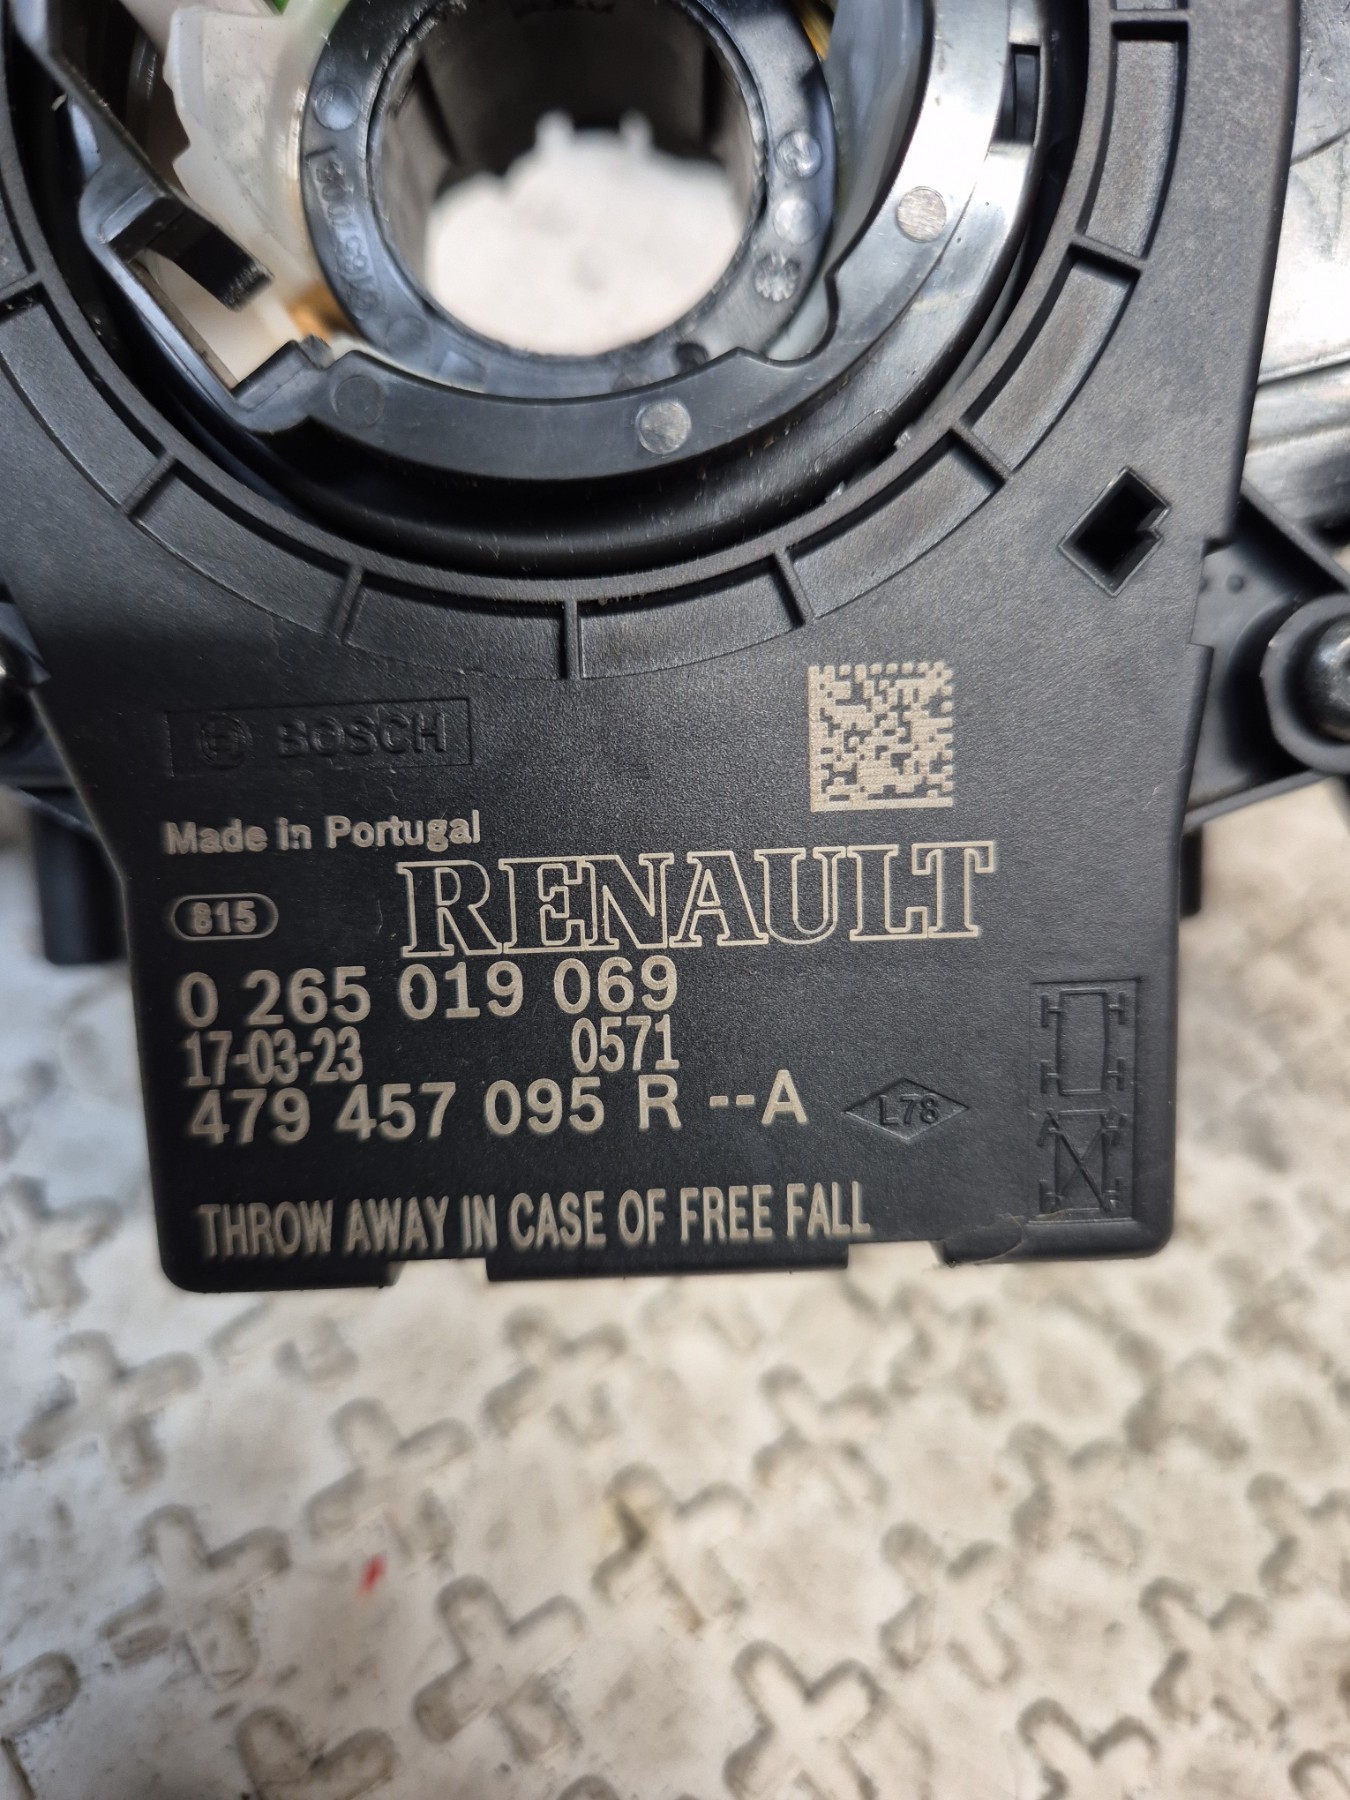 BOSCH
Made in Portugal
815
RENAULT
0 265 019 069
17-03-23 0571
479 457 095 R --A
L78
THROW AWAY IN CASE OF FREE FALL